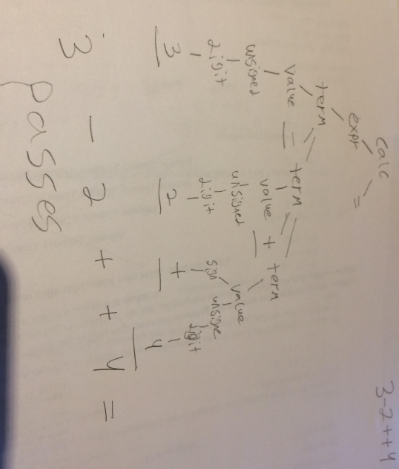 3-2++4
calc
expr =
term
value - term
value + term
unsigned unsigned value
digit digit sign unsigne
digit
3 2 + 4
3 - 2 + + 4 =
passes